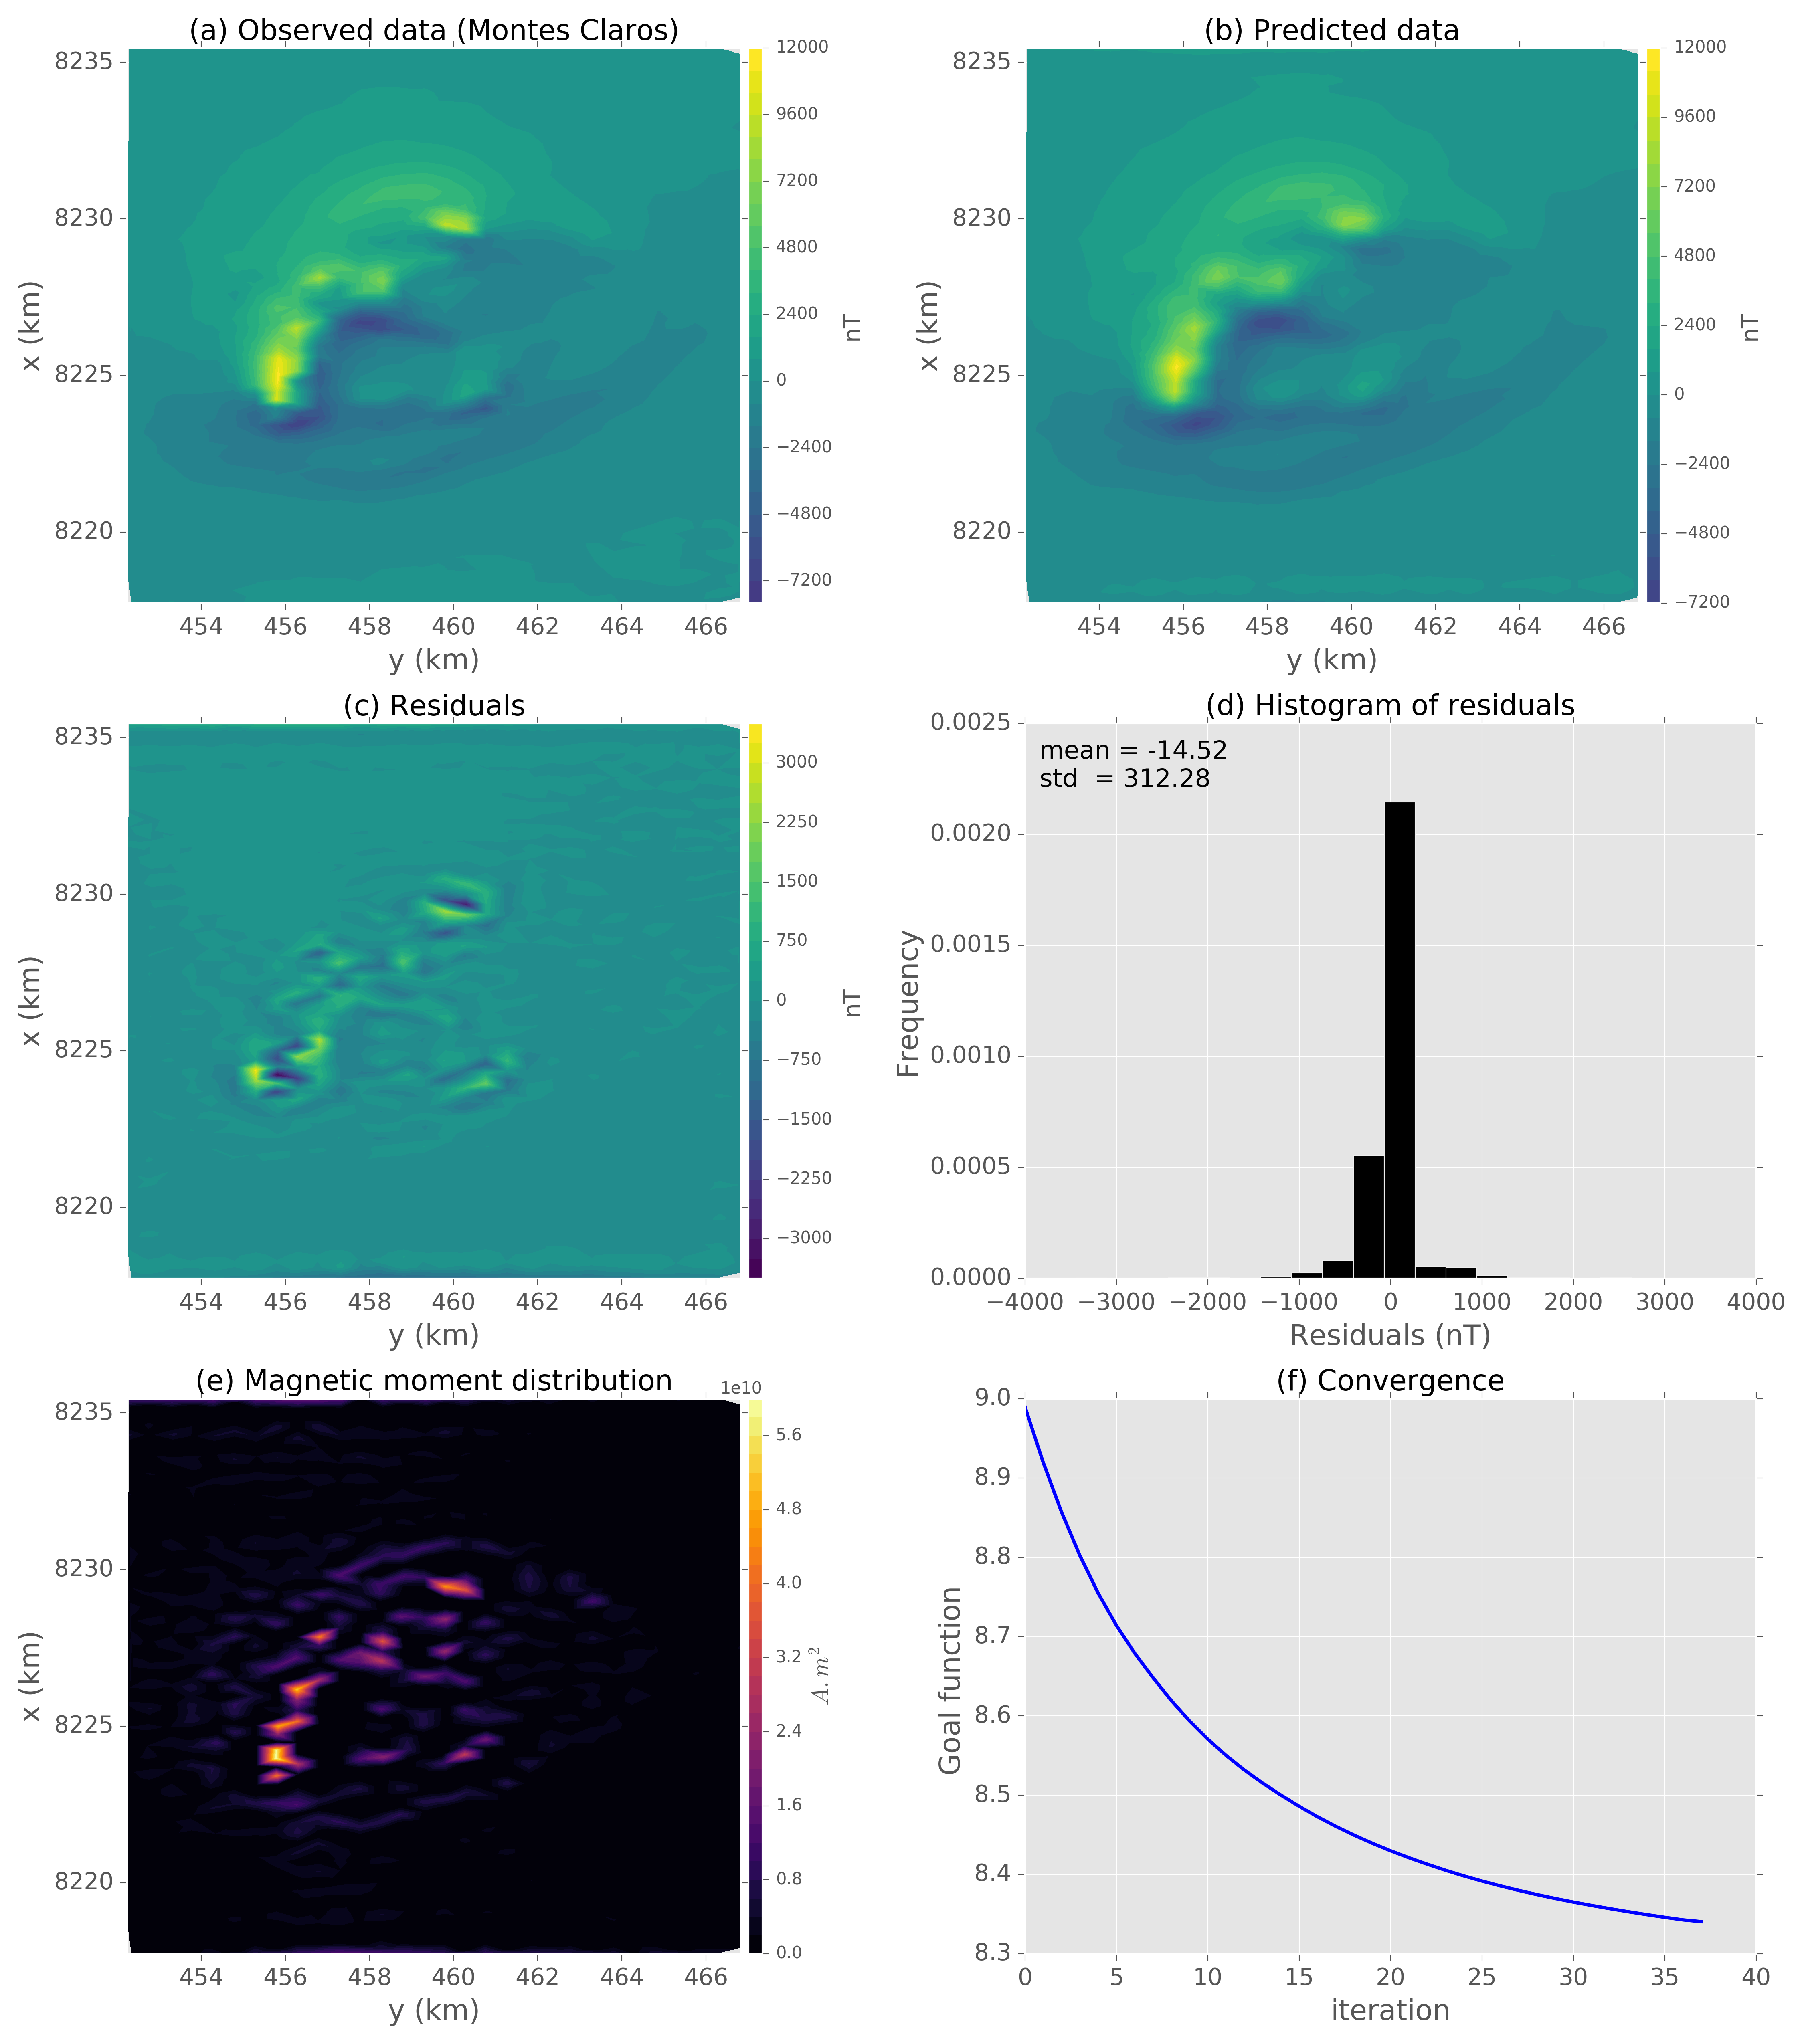 (a) Observed data (Montes Claros)
8235
8230
8225
8220
x (km)
454 456 458 460 462 464 466
y (km)
12000
9600
7200
4800
2400
0
−2400
−4800
−7200
nT
(b) Predicted data
8235
8230
8225
8220
x (km)
454 456 458 460 462 464 466
y (km)
12000
9600
7200
4800
2400
0
−2400
−4800
−7200
nT
(c) Residuals
8235
8230
8225
8220
x (km)
454 456 458 460 462 464 466
y (km)
3000
2250
1500
750
0
−750
−1500
−2250
−3000
nT
(d) Histogram of residuals
mean = -14.52
std = 312.28
0.0025
0.0020
0.0015
0.0010
0.0005
0.0000
Frequency
−4000 −3000 −2000 −1000 0 1000 2000 3000 4000
Residuals (nT)
(e) Magnetic moment distribution
8235
8230
8225
8220
x (km)
454 456 458 460 462 464 466
y (km)
1e10
5.6
4.8
4.0
3.2
2.4
1.6
0.8
0.0
A.m²
(f) Convergence
9.0
8.9
8.8
8.7
8.6
8.5
8.4
8.3
Goal function
0 5 10 15 20 25 30 35 40
iteration